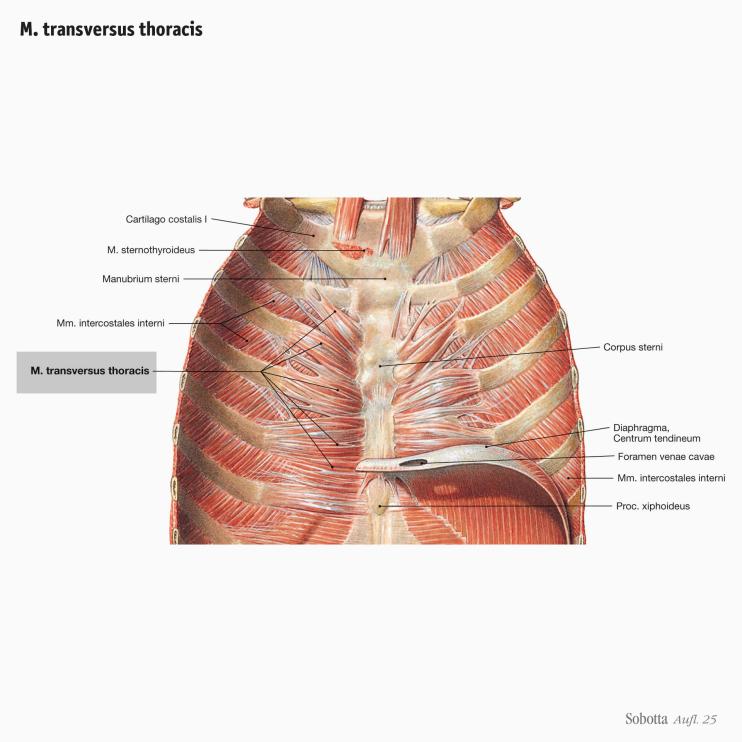 M. transversus thoracis
Cartilago costalis I
M. sternothyroideus
Manubrium sterni
Mm. intercostales interni
M. transversus thoracis
Corpus sterni
Diaphragma,
Centrum tendineum
Foramen venae cavae
Mm. intercostales interni
Proc. xiphoideus
Sobotta Aufl. 25